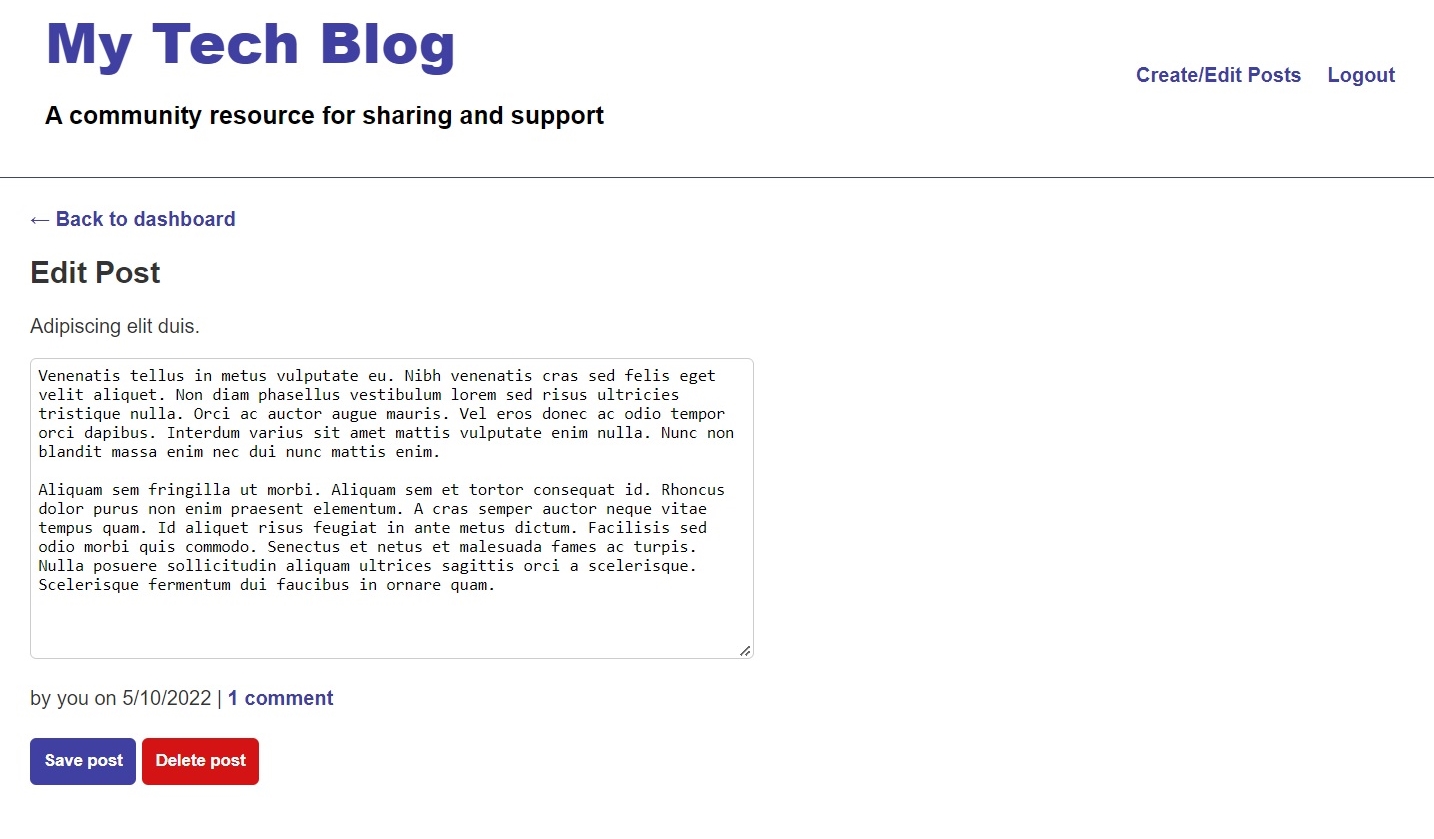 My Tech Blog
Create/Edit Posts Logout
A community resource for sharing and support
← Back to dashboard
Edit Post
Adipiscing elit duis.
Venenatis tellus in metus vulputate eu. Nibh venenatis cras sed felis eget
velit aliquet. Non diam phasellus vestibulum lorem sed risus ultricies
tristique nulla. Orci ac auctor augue mauris. Vel eros donec ac odio tempor
orci dapibus. Interdum varius sit amet mattis vulputate enim nulla. Nunc non
blandit massa enim nec dui nunc mattis enim.
Aliquam sem fringilla ut morbi. Aliquam sem et tortor consequat id. Rhoncus
dolor purus non enim praesent elementum. A cras semper auctor neque vitae
tempus quam. Id aliquet risus feugiat in ante metus dictum. Facilisis sed
odio morbi quis commodo. Senectus et netus et malesuada fames ac turpis.
Nulla posuere sollicitudin aliquam ultrices sagittis orci a scelerisque.
Scelerisque fermentum dui faucibus in ornare quam.
by you on 5/10/2022 | 1 comment
Save post Delete post